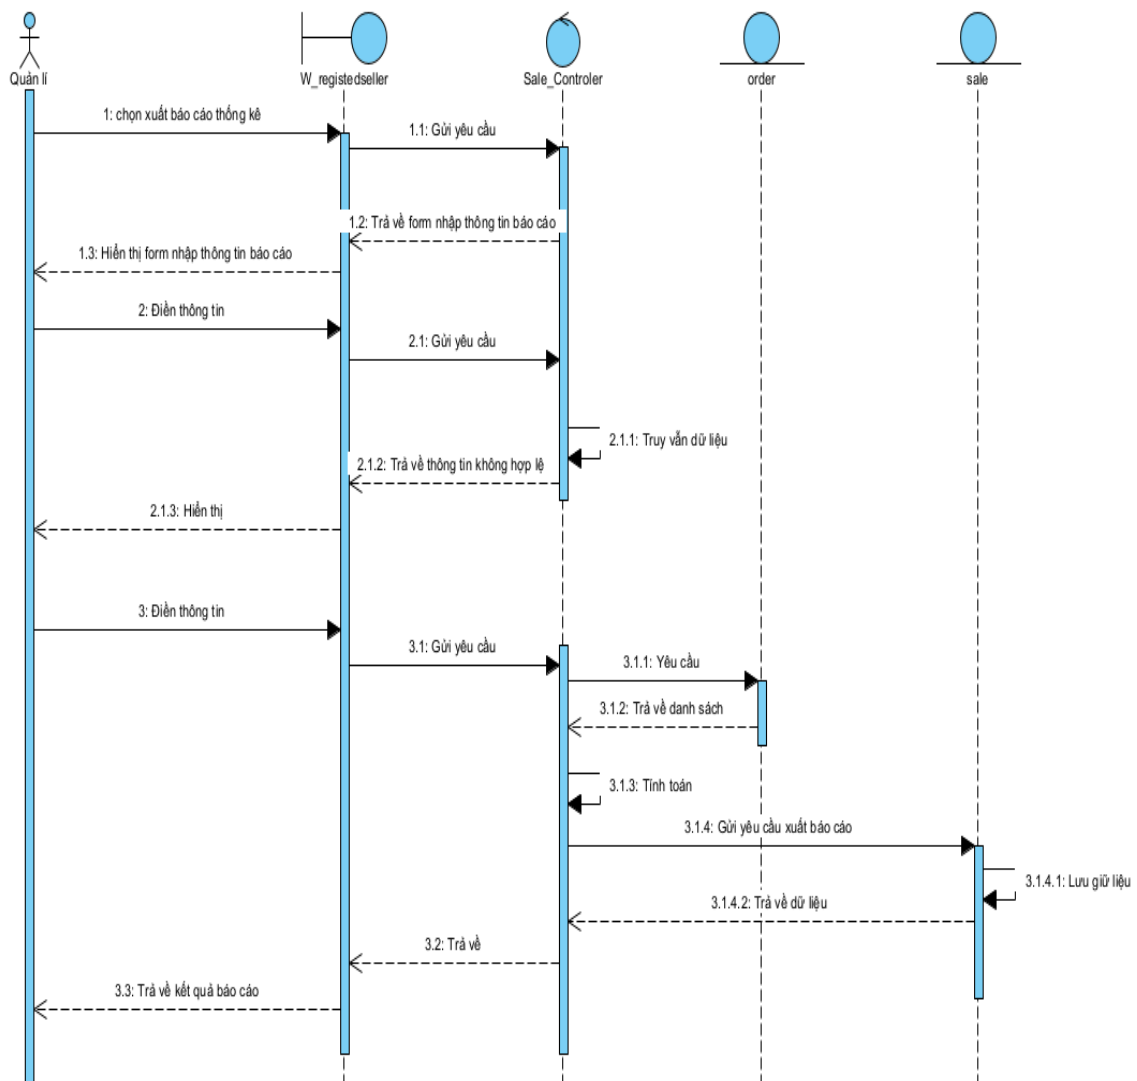 Quản lí
W_registedseller
Sale_Controler
order
sale
1: chọn xuất báo cáo thống kê
1.1: Gửi yêu cầu
1.2: Trả về form nhập thông tin báo cáo
1.3: Hiển thị form nhập thông tin báo cáo
2: Điền thông tin
2.1: Gửi yêu cầu
2.1.1: Truy vẫn dữ liệu
2.1.2: Trả về thông tin không hợp lệ
2.1.3: Hiển thị
3: Điền thông tin
3.1: Gửi yêu cầu
3.1.1: Yêu cầu
3.1.2: Trả về danh sách
3.1.3: Tính toán
3.1.4: Gửi yêu cầu xuất báo cáo
3.1.4.1: Lưu giữ liệu
3.1.4.2: Trả về dữ liệu
3.2: Trả về
3.3: Trả về kết quả báo cáo